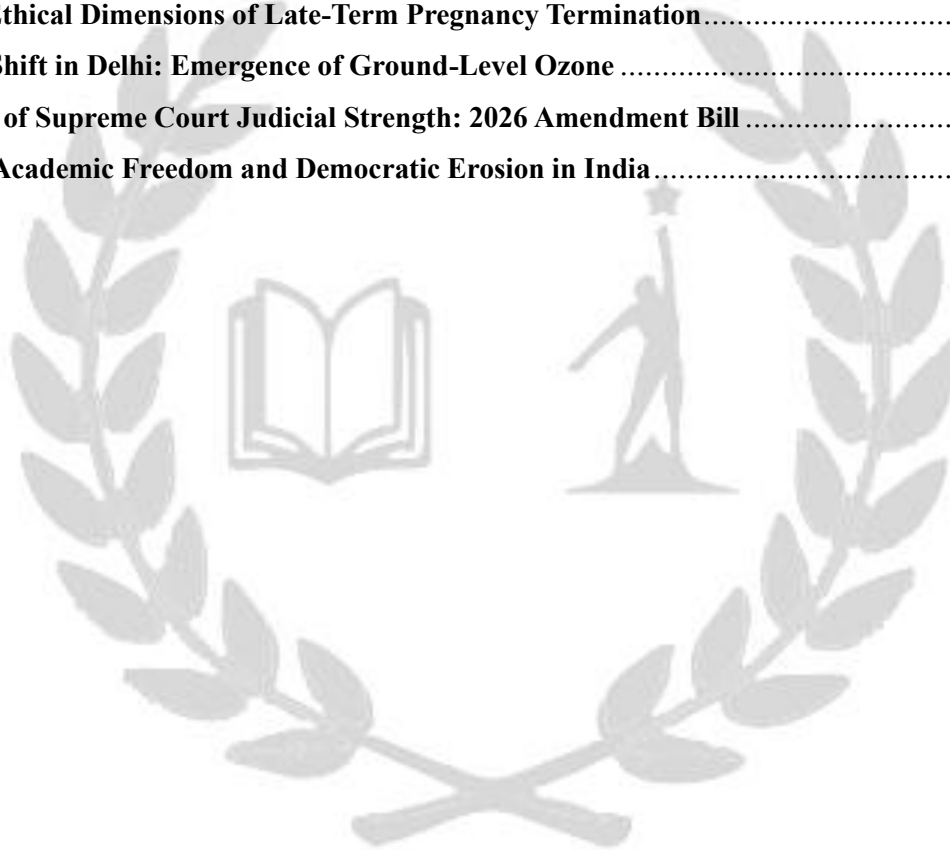 Ethical Dimensions of Late-Term Pregnancy Termination................................
Shift in Delhi: Emergence of Ground-Level Ozone ............................................
of Supreme Court Judicial Strength: 2026 Amendment Bill ...........................
Academic Freedom and Democratic Erosion in India.......................................